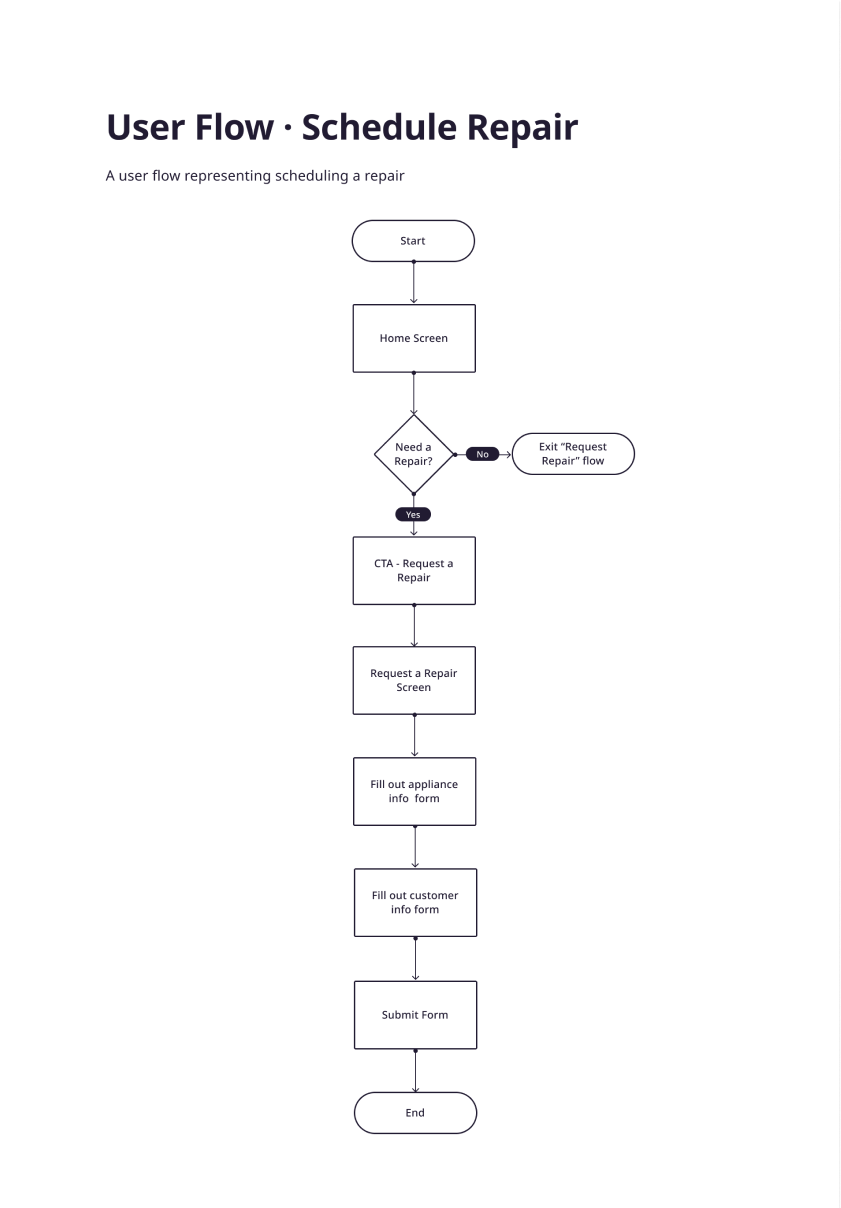 User Flow · Schedule Repair
A user flow representing scheduling a repair
Start
Home Screen
Need a
Repair?
No
Exit “Request
Repair” flow
Yes
CTA - Request a
Repair
Request a Repair
Screen
Fill out appliance
info  form
Fill out customer
info form
Submit Form
End